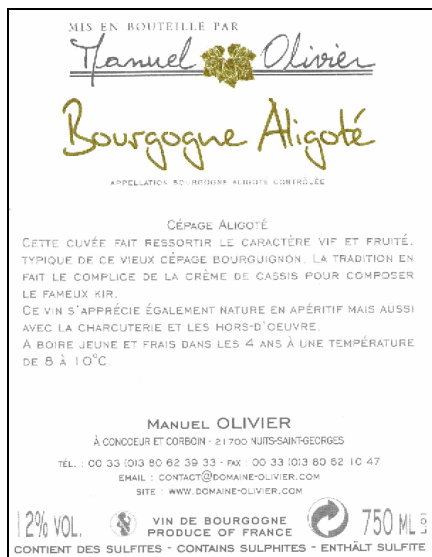 MIS EN BOUTEILLE PAR
Manuel Olivier
Bourgogne Aligoté
APPELLATION BOURGOGNE ALIGOTÉ CONTRÔLÉE
CÉPAGE ALIGOTÉ
CETTE CUVÉE FAIT RESSORTIR LE CARACTÈRE VIF ET FRUITÉ,
TYPIQUE DE CE VIEUX CÉPAGE BOURGUIGNON. LA TRADITION EN
FAIT LE COMPLICE DE LA CRÈME DE CASSIS POUR COMPOSER
LE FAMEUX KIR.
CE VIN S'APPRÉCIE ÉGALEMENT NATURE EN APÉRITIF MAIS AUSSI
AVEC LA CHARCUTERIE ET LES HORS-D'OEUVRE.
A BOIRE JEUNE ET FRAIS DANS LES 4 ANS À UNE TEMPÉRATURE
DE 8 À 10°C.
MANUEL OLIVIER
À CONCOEUR ET CORBOIN - 21700 NUITS-SAINT-GEORGES
TÉL. : 00 33 (0)3 80 62 39 33 - FAX : 00 33 (0)3 80 62 10 47
EMAIL : CONTACT@DOMAINE-OLIVIER.COM
SITE : WWW.DOMAINE-OLIVIER.COM
12% VOL.
VIN DE BOURGOGNE
PRODUCE OF FRANCE
750 ML
CONTIENT DES SULFITES - CONTAINS SULPHITES - ENTHÄLT SULFITE